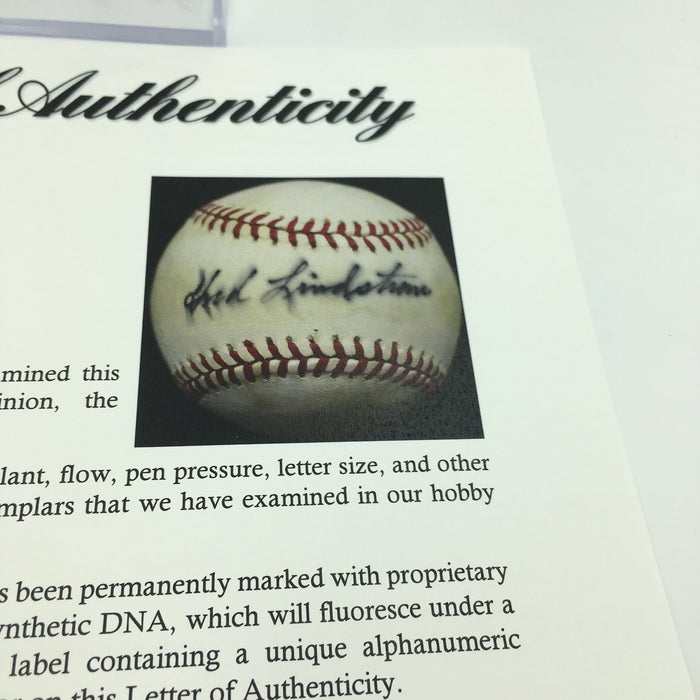 Authenticity
Fred Lindstrom
mined this
inion, the
lant, flow, pen pressure, letter size, and other
mplars that we have examined in our hobby
s been permanently marked with proprietary
ynthetic DNA, which will fluoresce under a
label containing a unique alphanumeric
on this Letter of Authenticity.